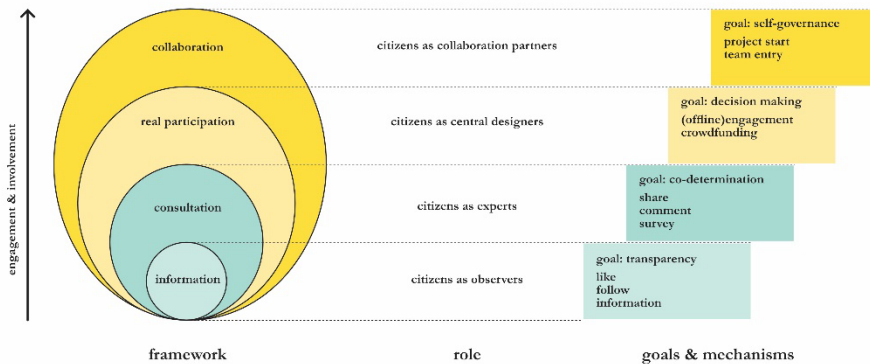 engagement & involvement
collaboration
citizens as collaboration partners
goal: self-governance
project start
team entry
real participation
citizens as central designers
goal: decision making
(offline)engagement
crowdfunding
consultation
citizens as experts
goal: co-determination
share
comment
survey
information
citizens as observers
goal: transparency
like
follow
information
framework
role
goals & mechanisms